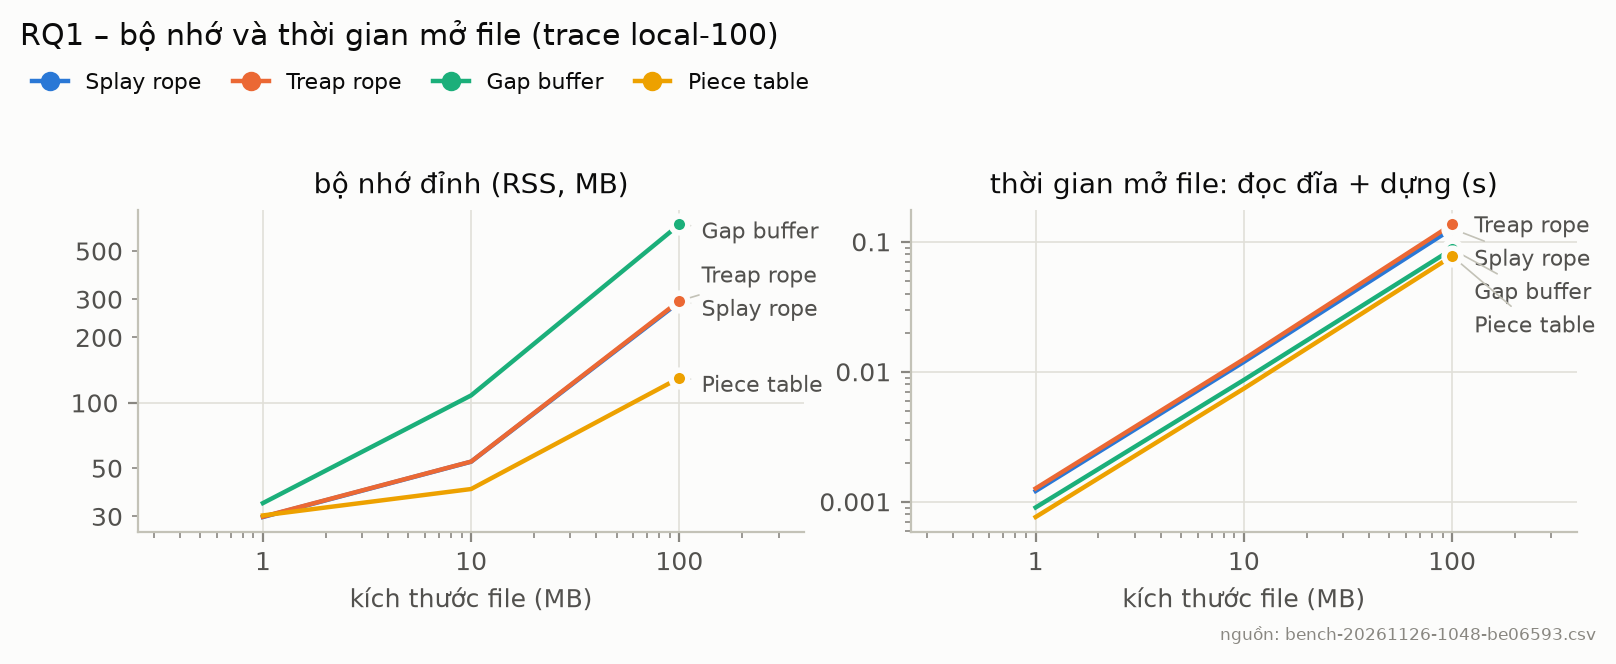 RQ1 – bộ nhớ và thời gian mở file (trace local-100)
Splay rope Treap rope Gap buffer Piece table
bộ nhớ đỉnh (RSS, MB)
500
300
200
100
50
30
Gap buffer
Treap rope
Splay rope
Piece table
1 10 100
kích thước file (MB)
thời gian mở file: đọc đĩa + dựng (s)
0.1
0.01
0.001
Treap rope
Splay rope
Gap buffer
Piece table
1 10 100
kích thước file (MB)
nguồn: bench-20261126-1048-be06593.csv